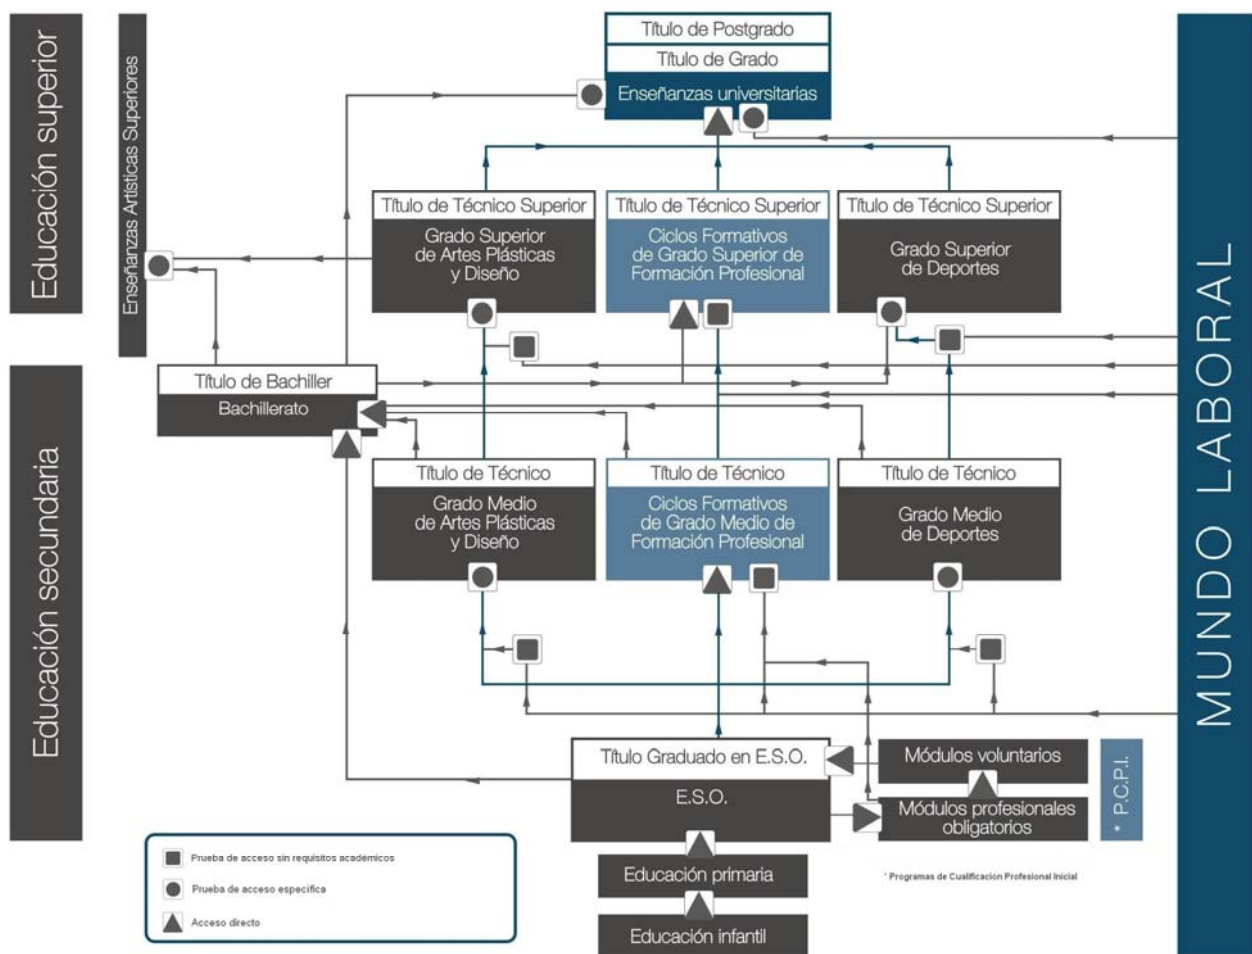 Educación superior
Enseñanzas Artísticas Superiores
Título de Postgrado
Título de Grado
Enseñanzas universitarias
Título de Técnico Superior
Grado Superior
de Artes Plásticas
y Diseño
Título de Técnico Superior
Ciclos Formativos
de Grado Superior de
Formación Profesional
Título de Técnico Superior
Grado Superior
de Deportes
MUNDO LABORAL
Educación secundaria
Título de Bachiller
Bachillerato
Título de Técnico
Grado Medio
de Artes Plásticas
y Diseño
Título de Técnico
Ciclos Formativos
de Grado Medio de
Formación Profesional
Título de Técnico
Grado Medio
de Deportes
Título Graduado en E.S.O.
E.S.O.
Módulos voluntarios
Módulos profesionales
obligatorios
* P.C.P.I.
Educación primaria
Educación infantil
* Programas de Cualificación Profesional Inicial
Prueba de acceso sin requisitos académicos
Prueba de acceso específica
Acceso directo